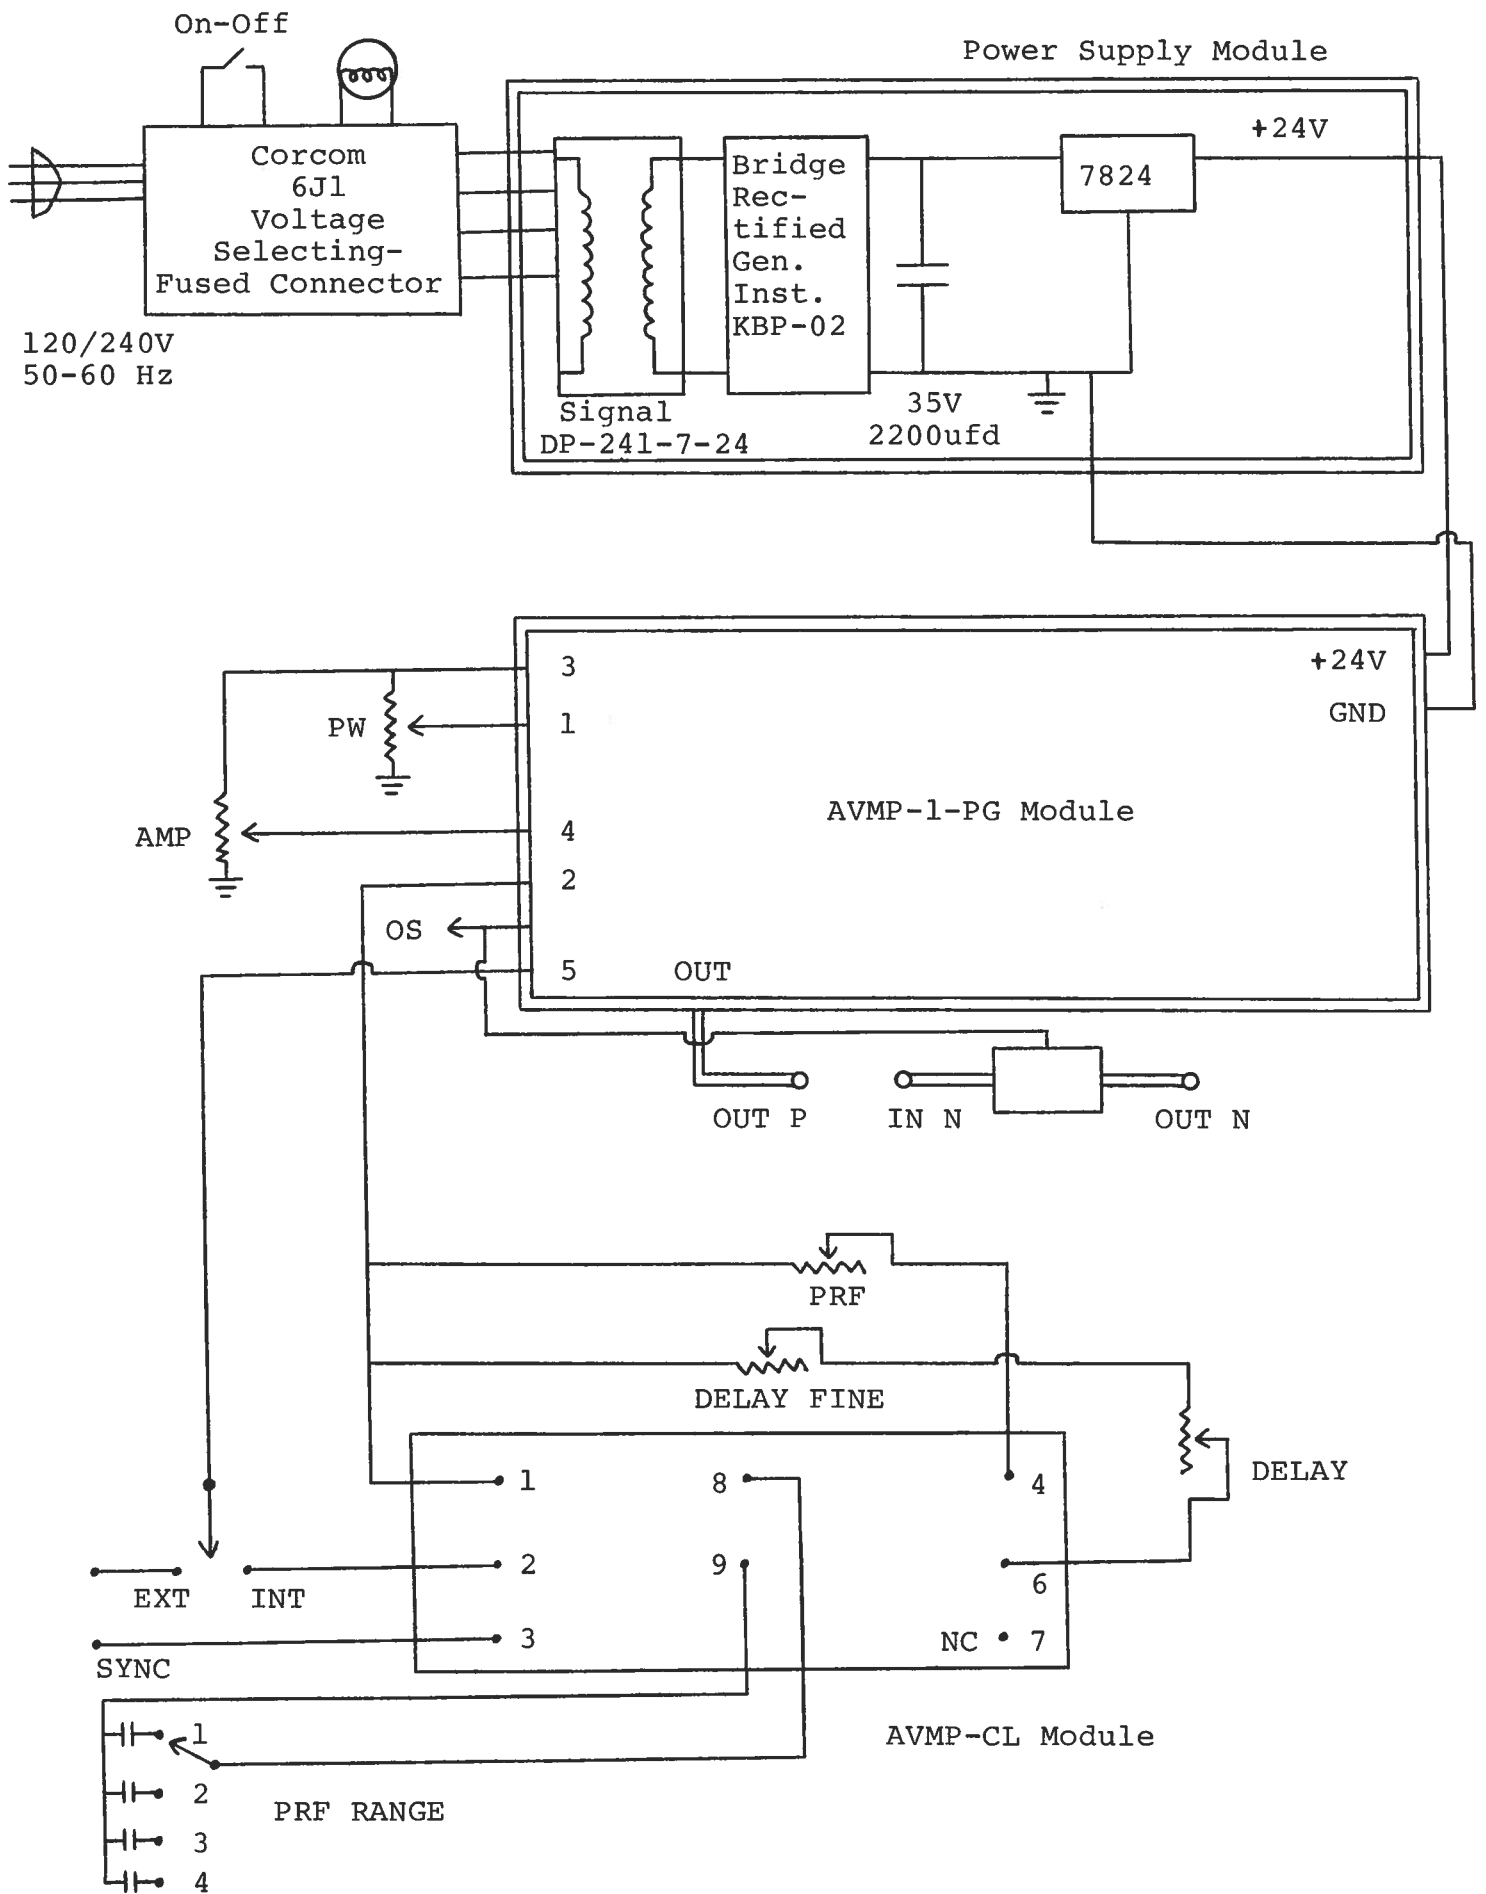 On-Off
Power Supply Module
Corcom
6J1
Voltage
Selecting-
Fused Connector
120/240V
50-60 Hz
Bridge
Rec-
tified
Gen.
Inst.
KBP-02
7824
+24V
Signal
DP-241-7-24
35V
2200ufd
3
+24V
PW
1
GND
AVMP-1-PG Module
AMP
4
2
OS
5
OUT
OUT P
IN N
OUT N
PRF
DELAY FINE
1
8
4
DELAY
2
9
6
EXT
INT
3
NC
7
SYNC
1
AVMP-CL Module
2
PRF RANGE
3
4